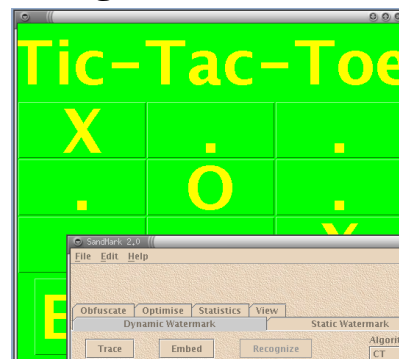 Tic-Tac-Toe
X . .
. O .
SandMark 2.0
File Edit Help
Obfuscate Optimise Statistics View
Dynamic Watermark Static Watermark
Trace Embed Recognize
CT